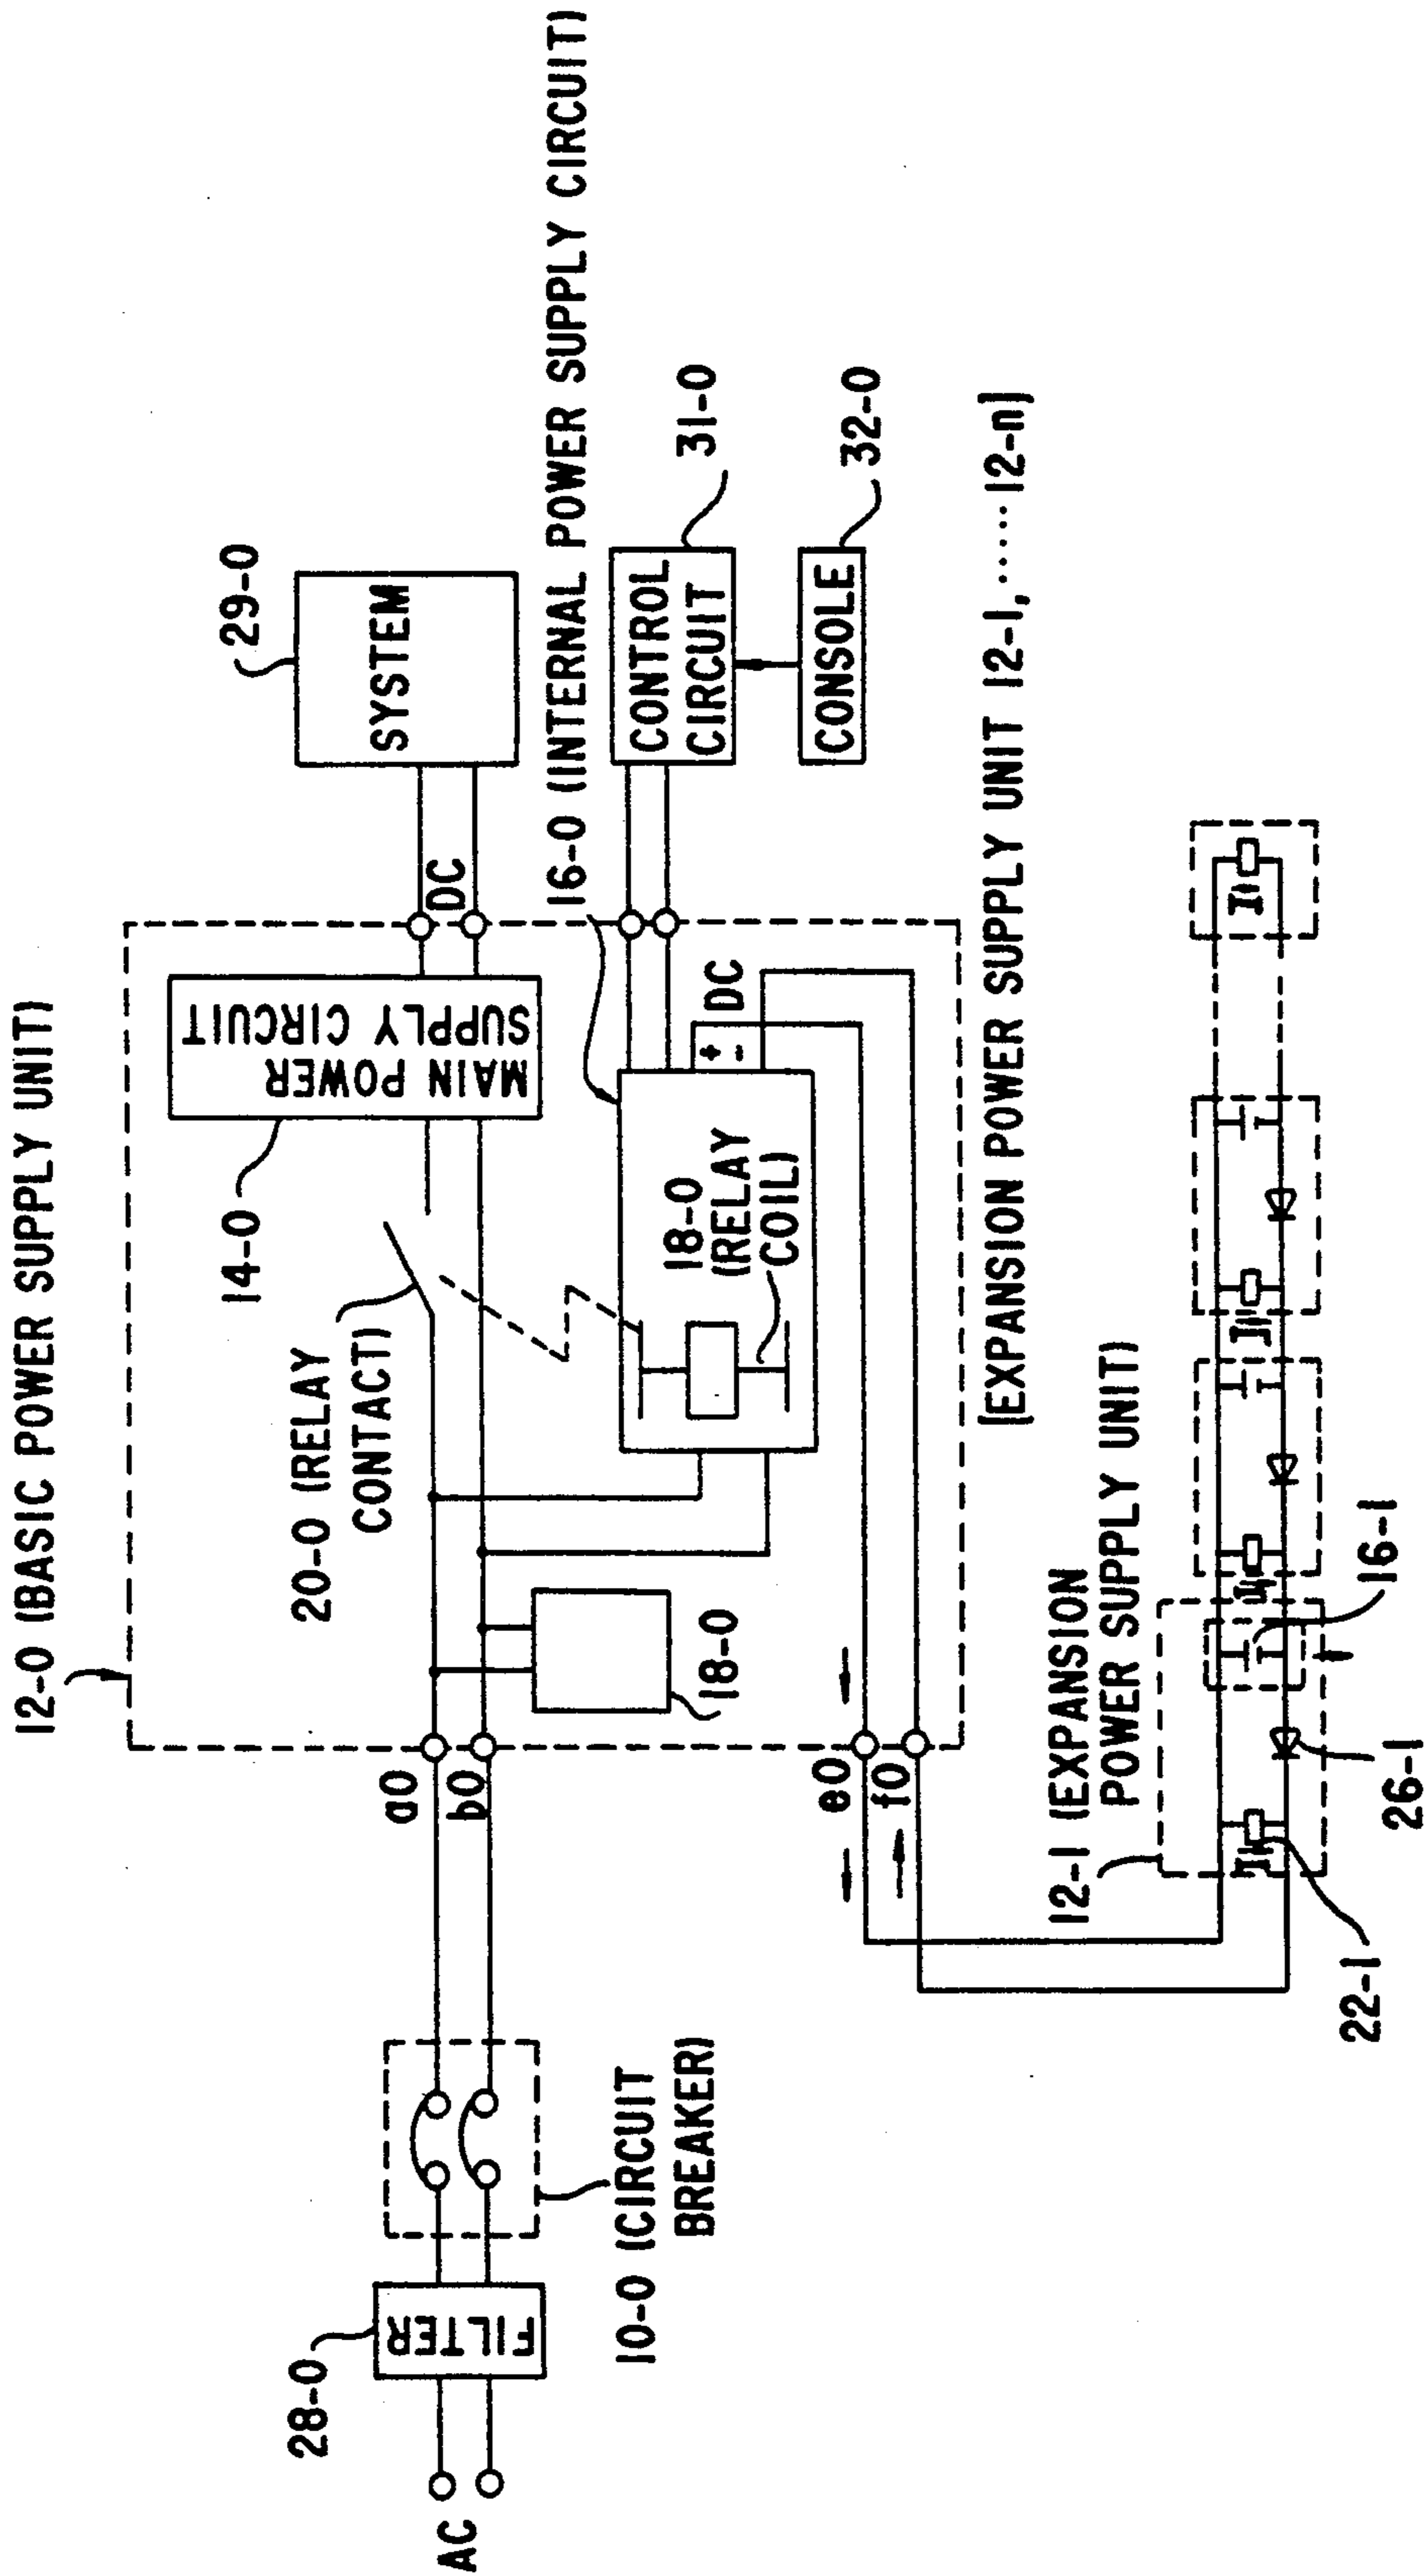 12-0 (BASIC POWER SUPPLY UNIT)
29-0
SYSTEM
DC
MAIN POWER
SUPPLY CIRCUIT
14-0
16-0 (INTERNAL POWER SUPPLY CIRCUIT)
31-0
CONTROL
CIRCUIT
32-0
CONSOLE
20-0 (RELAY
CONTACT)
18-0
(RELAY
COIL)
+
-
DC
18-0
a0
b0
e0
f0
28-0
FILTER
AC
10-0 (CIRCUIT
BREAKER)
[EXPANSION POWER SUPPLY UNIT 12-1, ·····12-n]
12-1 (EXPANSION
POWER SUPPLY UNIT)
16-1
26-1
22-1